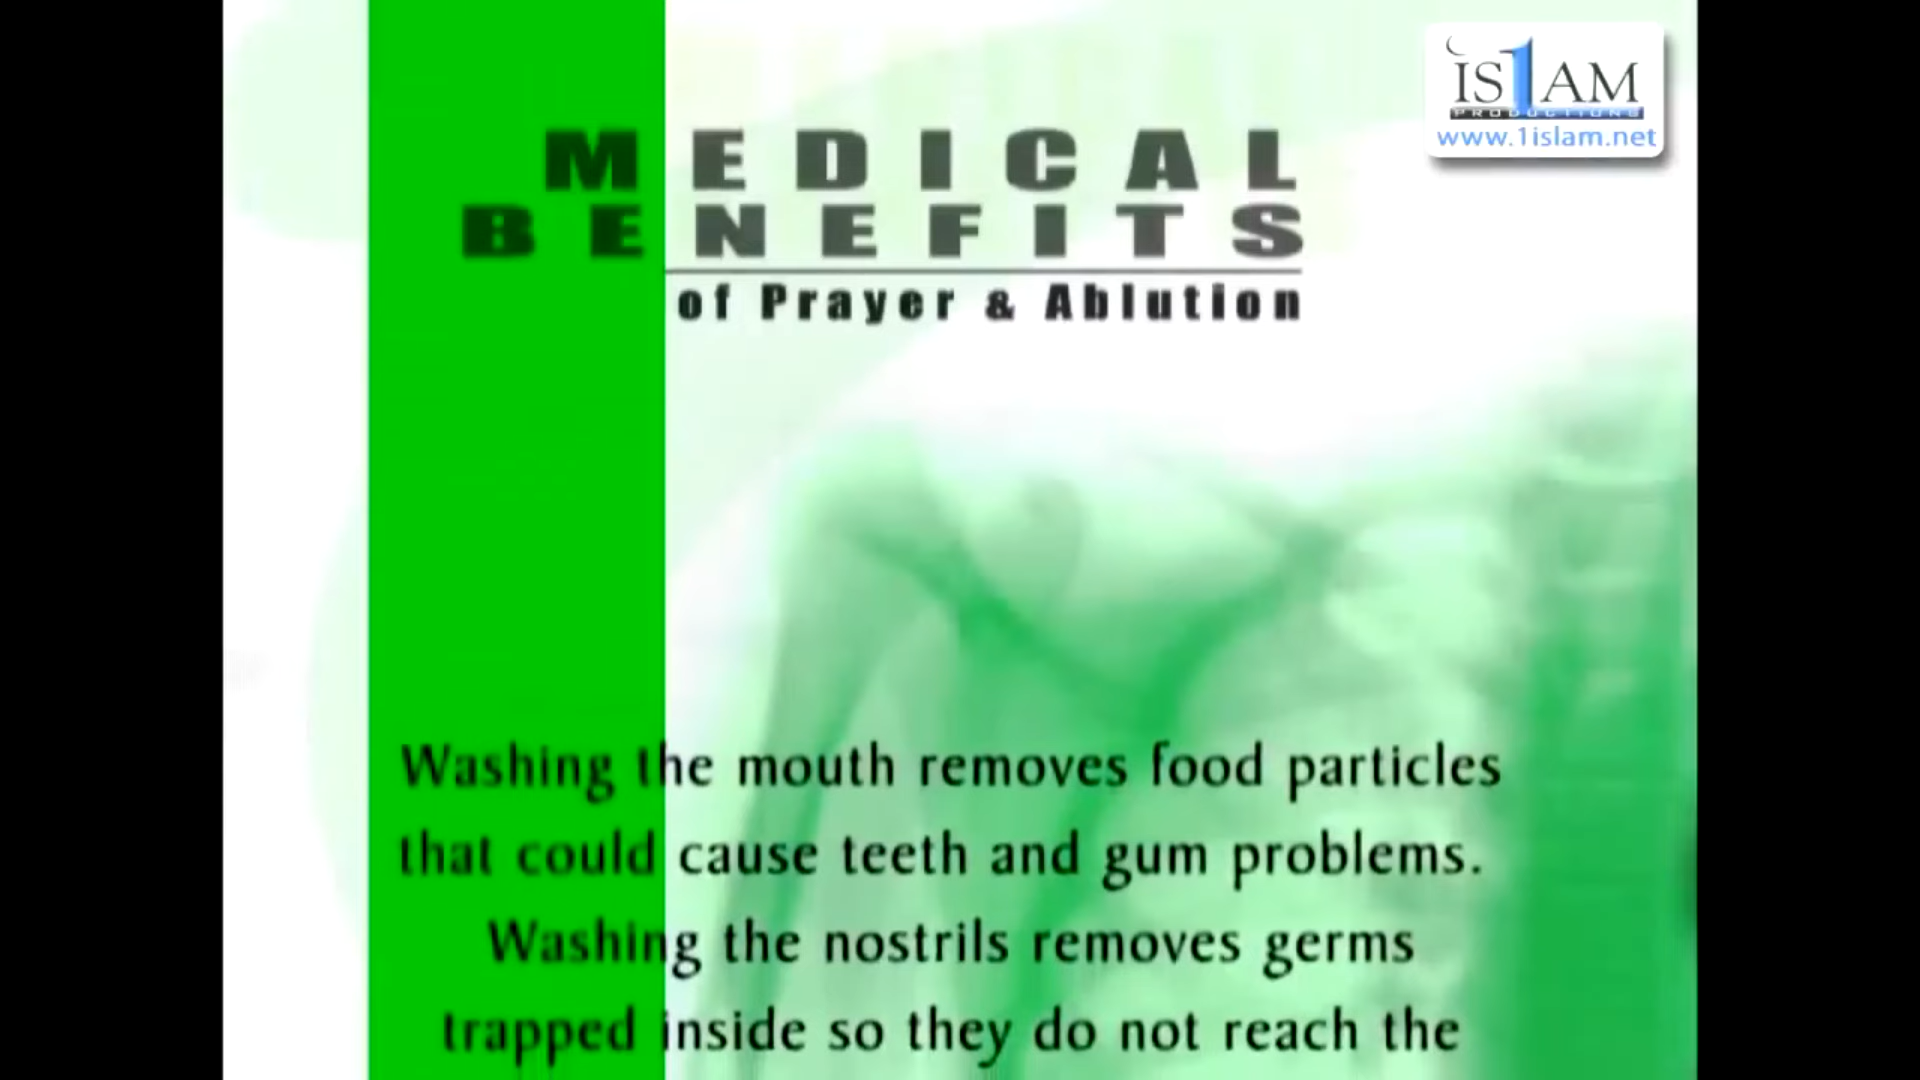 IS1AM
PRODUCTIONS
www.1islam.net
MEDICAL
BENEFITS
of Prayer & Ablution
Washing the mouth removes food particles
that could cause teeth and gum problems.
Washing the nostrils removes germs
trapped inside so they do not reach the